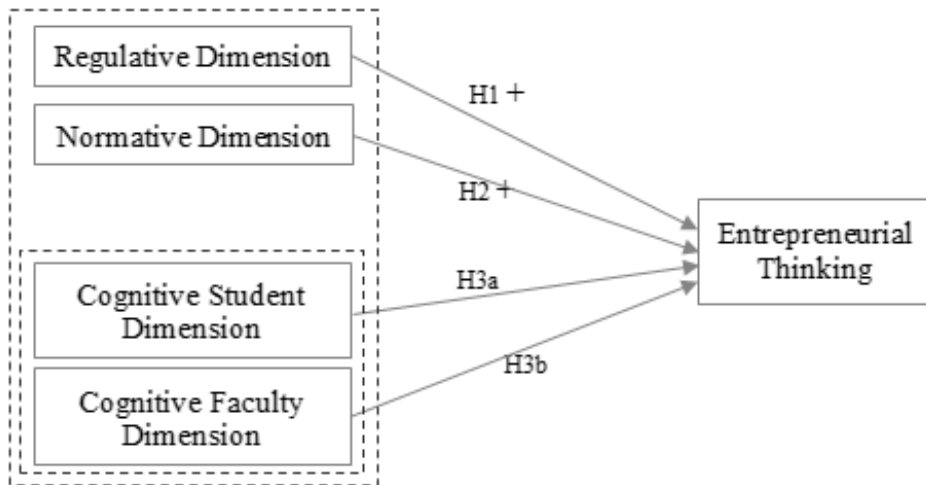 Regulative Dimension
H1 +
Normative Dimension
H2 +
Entrepreneurial
Thinking
Cognitive Student
Dimension
H3a
H3b
Cognitive Faculty
Dimension